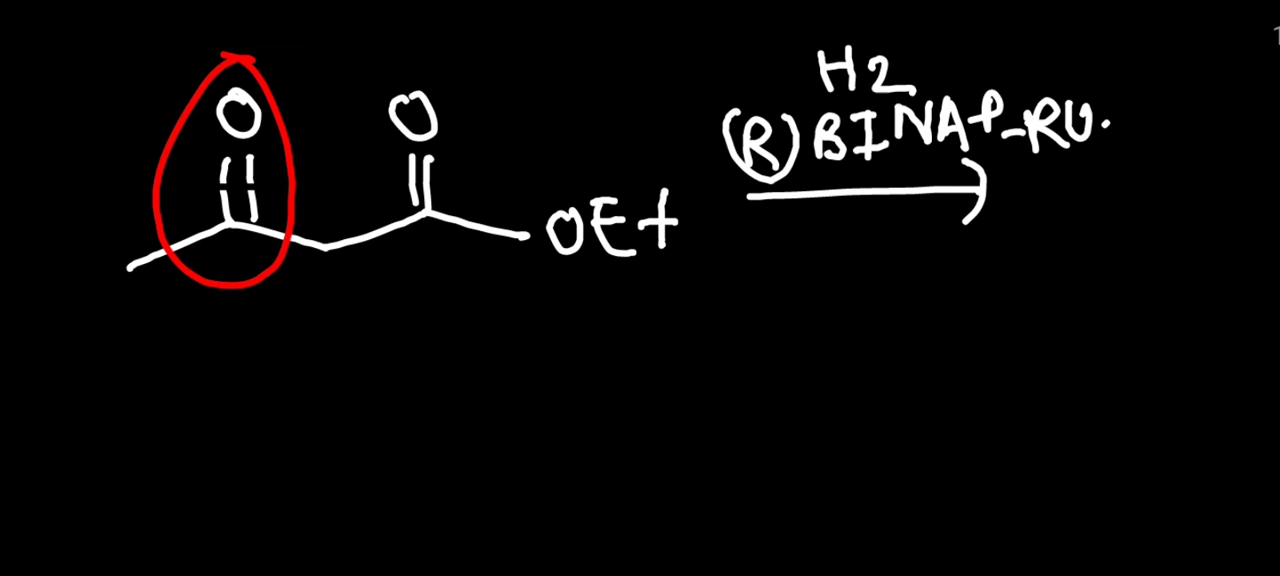 H2
(R) BINAP-RU.
O O
OEt